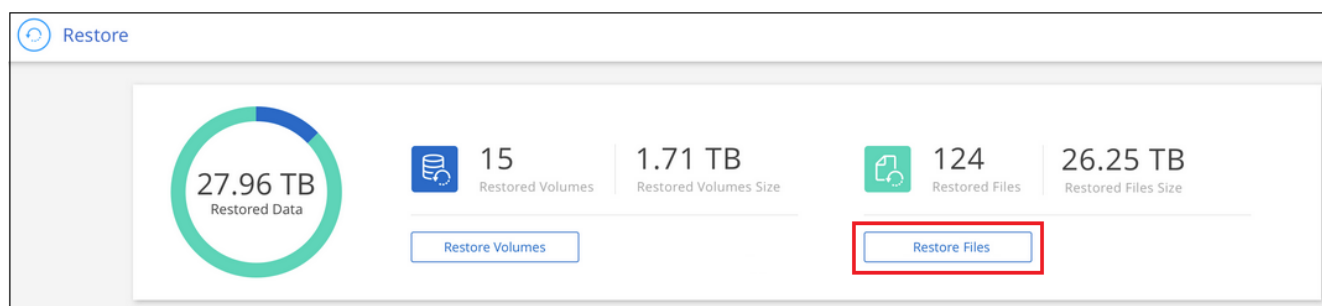 Restore
27.96 TB
Restored Data
15
Restored Volumes
1.71 TB
Restored Volumes Size
Restore Volumes
124
Restored Files
26.25 TB
Restored Files Size
Restore Files